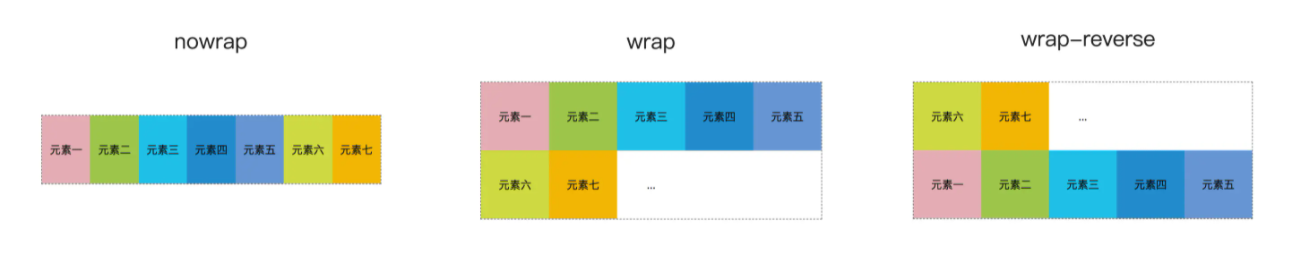 nowrap
元素一 元素二 元素三 元素四 元素五 元素六 元素七
wrap
元素一 元素二 元素三 元素四 元素五
元素六 元素七 ...
wrap-reverse
元素六 元素七 ...
元素一 元素二 元素三 元素四 元素五